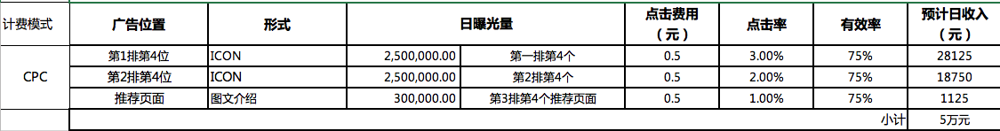 计费模式 广告位置 形式 日曝光量 点击费用（元） 点击率 有效率 预计日收入（元）
CPC
第1排第4位 ICON 2,500,000.00 第一排第4个 0.5 3.00% 75% 28125
第2排第4位 ICON 2,500,000.00 第2排第4个 0.5 2.00% 75% 18750
推荐页面 图文介绍 300,000.00 第3排第4个推荐页面 0.5 1.00% 75% 1125
小计 5万元